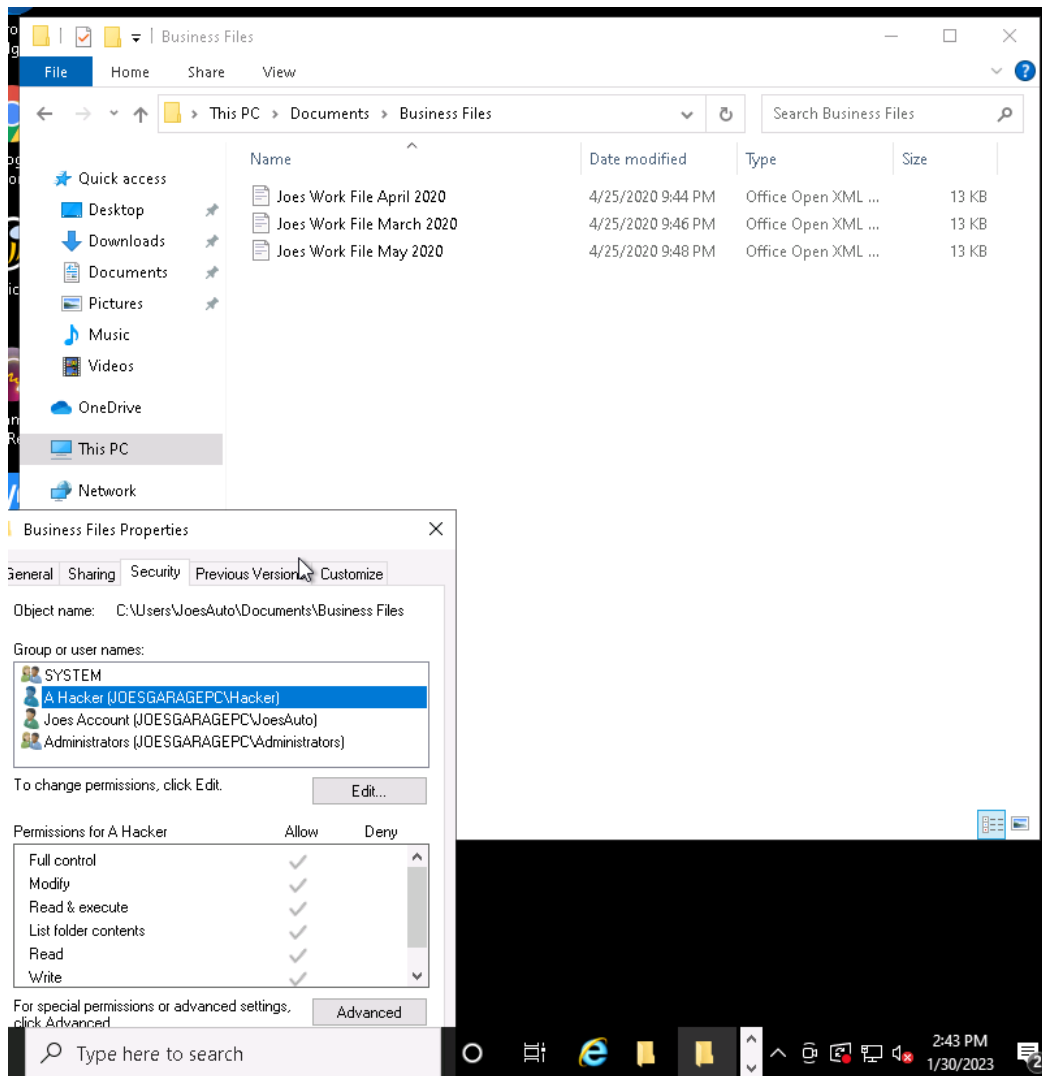 Business Files
File Home Share View
This PC > Documents > Business Files
Search Business Files
Name Date modified Type Size
Quick access
Desktop
Downloads
Documents
Pictures
Music
Videos
OneDrive
This PC
Network
Joes Work File April 2020 4/25/2020 9:44 PM Office Open XML ... 13 KB
Joes Work File March 2020 4/25/2020 9:46 PM Office Open XML ... 13 KB
Joes Work File May 2020 4/25/2020 9:48 PM Office Open XML ... 13 KB
Business Files Properties
General Sharing Security Previous Versions Customize
Object name: C:\Users\JoesAuto\Documents\Business Files
Group or user names:
SYSTEM
A Hacker (JOESGARAGEPC\Hacker)
Joes Account (JOESGARAGEPC\JoesAuto)
Administrators (JOESGARAGEPC\Administrators)
To change permissions, click Edit.
Edit...
Permissions for A Hacker Allow Deny
Full control
Modify
Read & execute
List folder contents
Read
Write
For special permissions or advanced settings,
click Advanced
Advanced
Type here to search
2:43 PM
1/30/2023
2